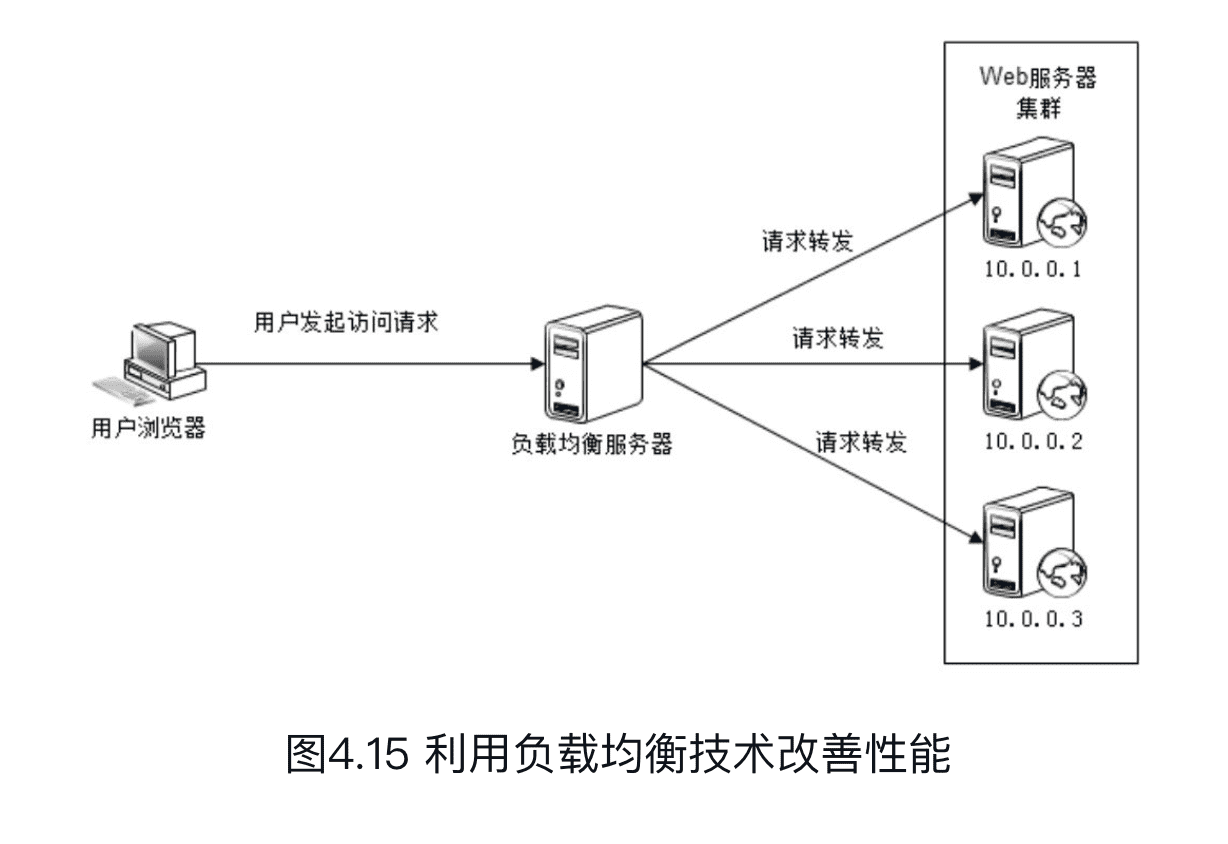 Web服务器
集群
请求转发
10.0.0.1
用户发起访问请求
请求转发
用户浏览器
负载均衡服务器
请求转发
10.0.0.2
10.0.0.3
图4.15 利用负载均衡技术改善性能